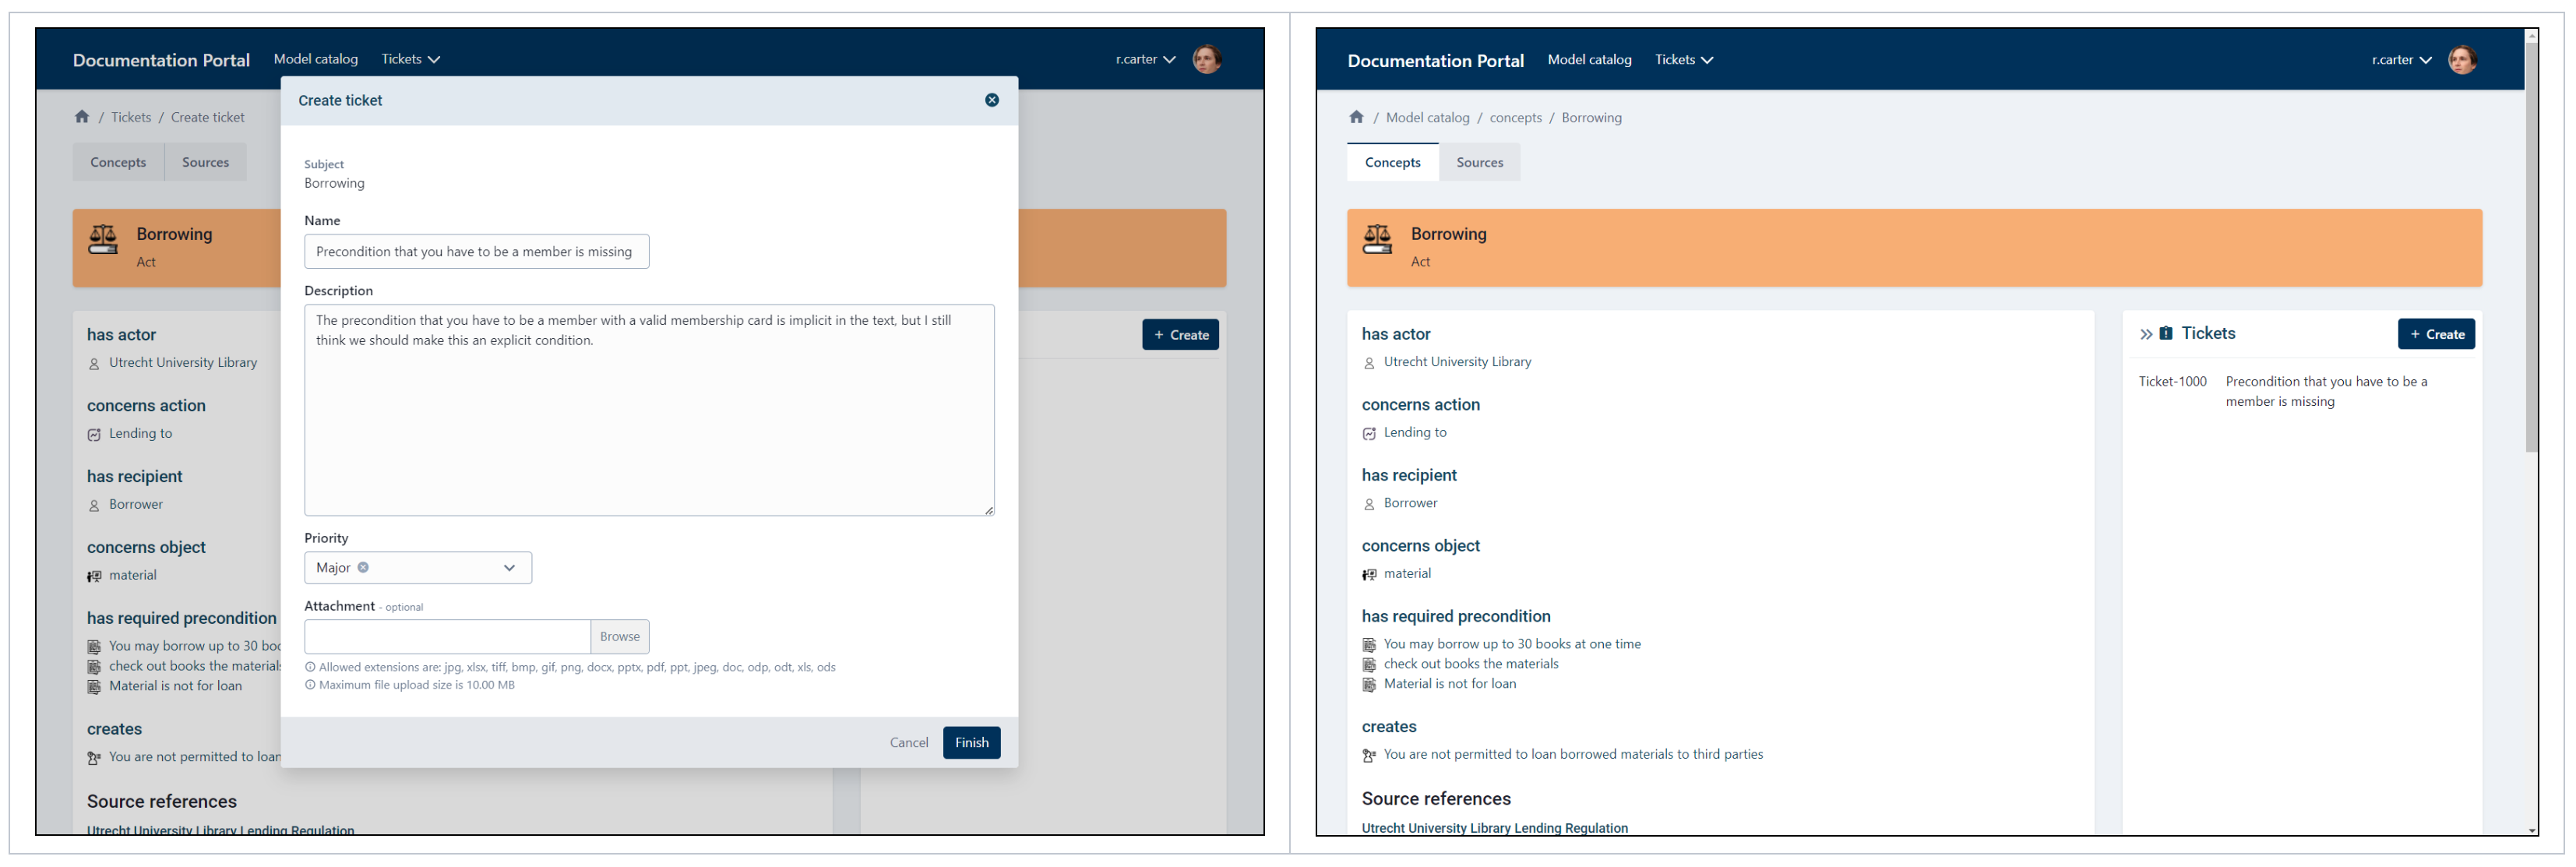 Documentation Portal Model catalog Tickets r.carter
Create ticket
/ Tickets / Create ticket
Concepts Sources
Subject
Borrowing
Name
Borrowing
Act
Precondition that you have to be a member is missing
Description
The precondition that you have to be a member with a valid membership card is implicit in the text, but I still
think we should make this an explicit condition.
has actor
+ Create
Utrecht University Library
concerns action
Lending to
has recipient
Borrower
Priority
concerns object
Major
material
Attachment - optional
has required precondition
Browse
You may borrow up to 30 boo
check out books the materials
Allowed extensions are: jpg, xlsx, tiff, bmp, gif, png, docx, pptx, pdf, ppt, jpeg, doc, odp, odt, xls, ods
Material is not for loan
Maximum file upload size is 10.00 MB
creates
Cancel Finish
You are not permitted to loan
Source references
Utrecht University Library Lending Regulation
Documentation Portal Model catalog Tickets r.carter
/ Model catalog / concepts / Borrowing
Concepts Sources
Borrowing
Act
has actor
Utrecht University Library
concerns action
Lending to
has recipient
Borrower
concerns object
material
has required precondition
You may borrow up to 30 books at one time
check out books the materials
Material is not for loan
creates
You are not permitted to loan borrowed materials to third parties
Source references
Utrecht University Library Lending Regulation
Tickets + Create
Ticket-1000 Precondition that you have to be a
member is missing